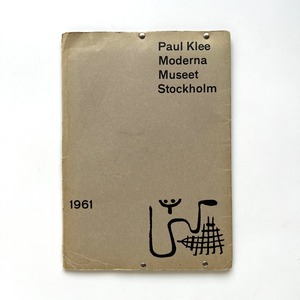 Paul Klee
Moderna
Museet
Stockholm
1961